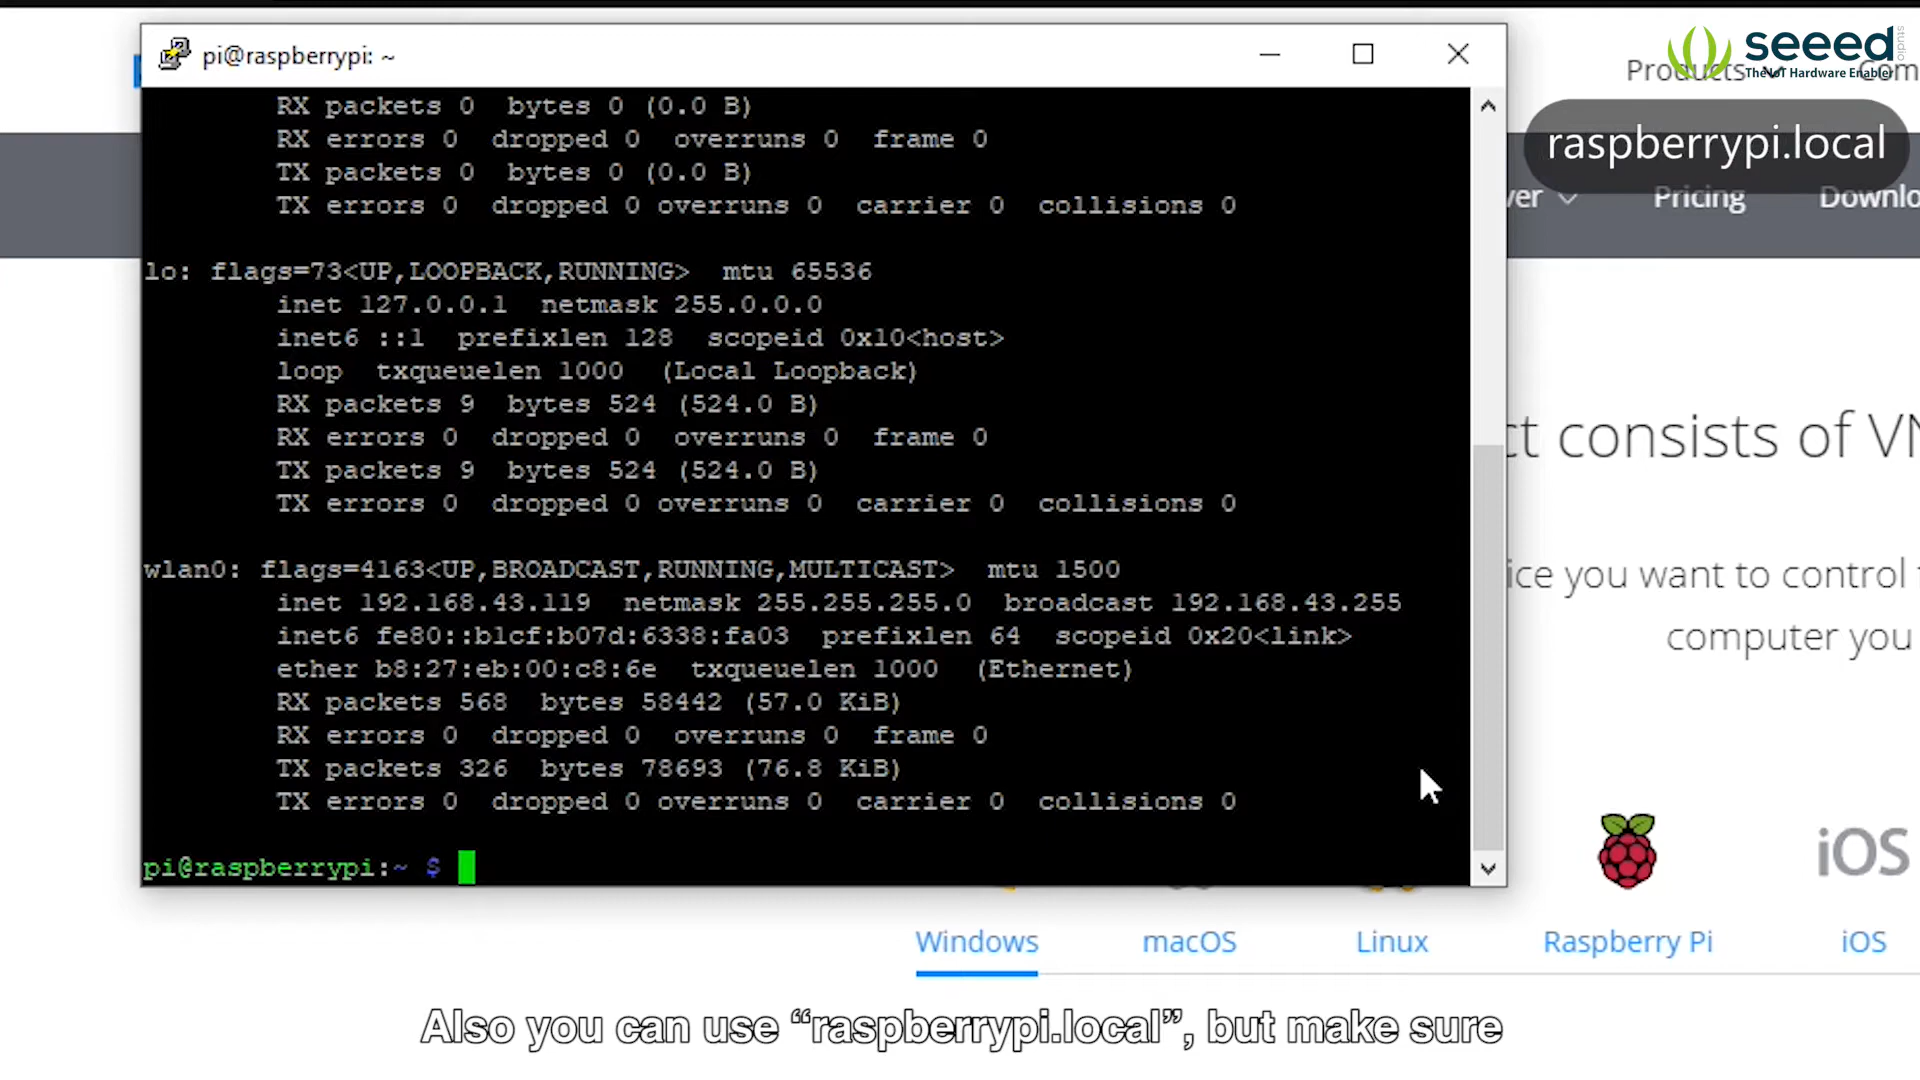 pi@raspberrypi: ~
seeed
studio
The IoT Hardware Enabler
Products
Com
raspberrypi.local
ver
Pricing
Downlo
RX packets 0  bytes 0 (0.0 B)
RX errors 0  dropped 0  overruns 0  frame 0
TX packets 0  bytes 0 (0.0 B)
TX errors 0  dropped 0 overruns 0  carrier 0  collisions 0
lo: flags=73<UP,LOOPBACK,RUNNING>  mtu 65536
inet 127.0.0.1  netmask 255.0.0.0
inet6 ::1  prefixlen 128  scopeid 0x10<host>
loop  txqueuelen 1000  (Local Loopback)
RX packets 9  bytes 524 (524.0 B)
RX errors 0  dropped 0  overruns 0  frame 0
TX packets 9  bytes 524 (524.0 B)
TX errors 0  dropped 0 overruns 0  carrier 0  collisions 0
wlan0: flags=4163<UP,BROADCAST,RUNNING,MULTICAST>  mtu 1500
inet 192.168.43.119  netmask 255.255.255.0  broadcast 192.168.43.255
inet6 fe80::b1cf:b07d:6338:fa03  prefixlen 64  scopeid 0x20<link>
ether b8:27:eb:00:c8:6e  txqueuelen 1000  (Ethernet)
RX packets 568  bytes 58442 (57.0 KiB)
RX errors 0  dropped 0  overruns 0  frame 0
TX packets 326  bytes 78693 (76.8 KiB)
TX errors 0  dropped 0 overruns 0  carrier 0  collisions 0
pi@raspberrypi:~ $
ct consists of VN
ice you want to control
computer you
iOS
Windows
macOS
Linux
Raspberry Pi
iOS
Also you can use “raspberrypi.local”, but make sure